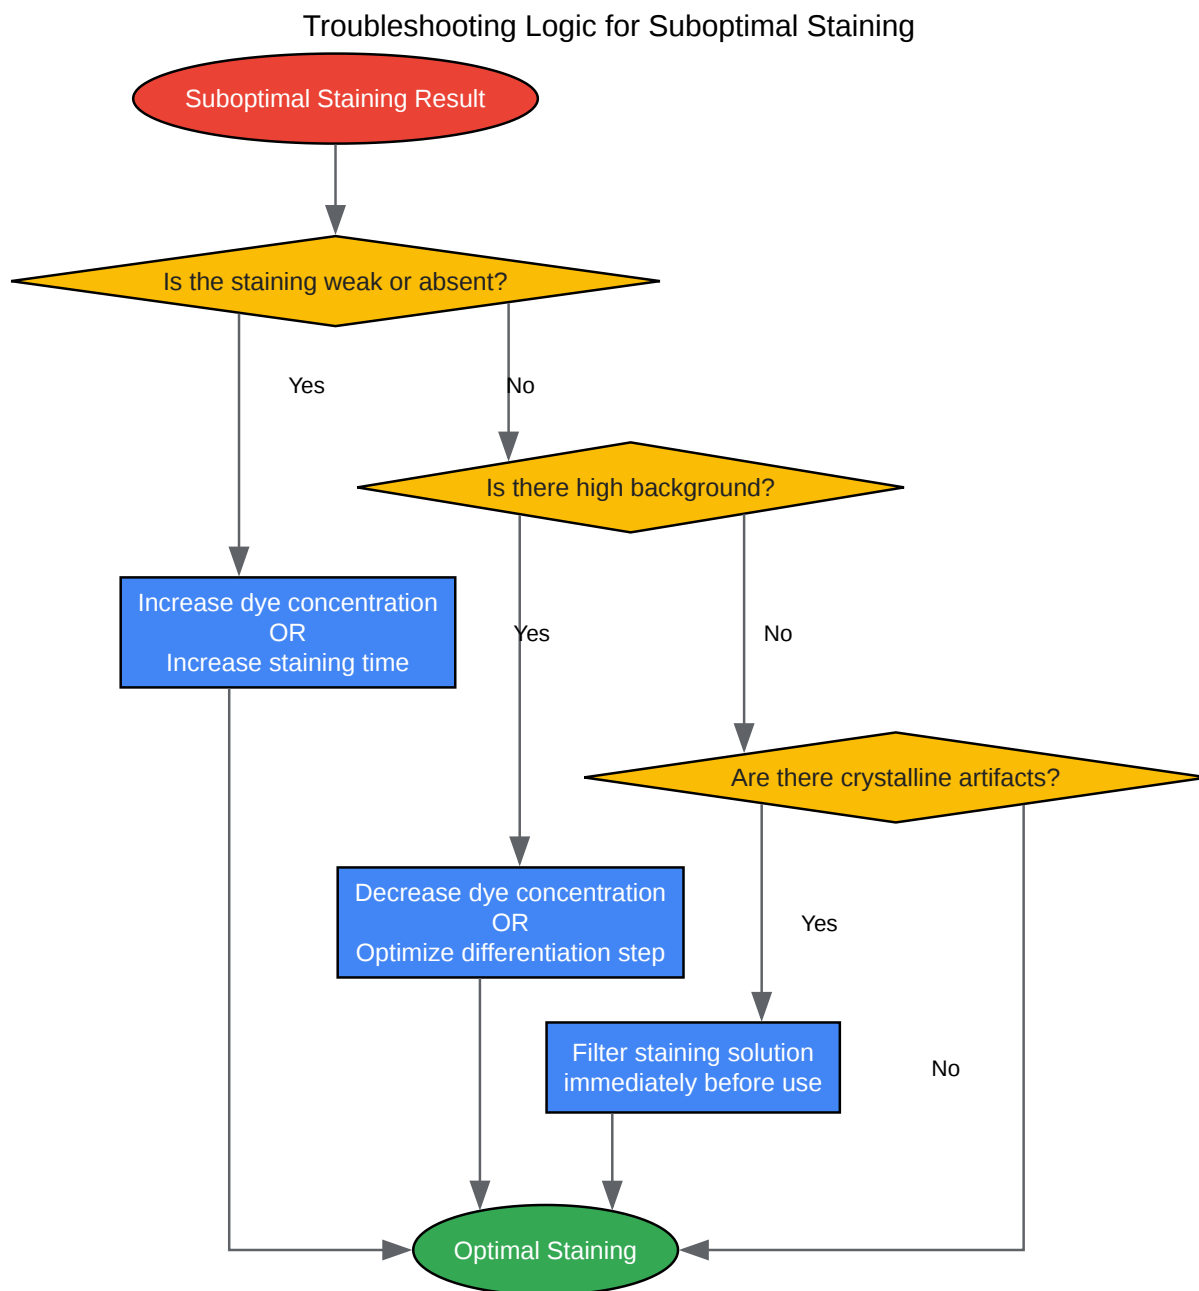 Troubleshooting Logic for Suboptimal Staining
Suboptimal Staining Result
Is the staining weak or absent?
Yes
No
Is there high background?
Increase dye concentration
OR
Increase staining time
Yes
No
Are there crystalline artifacts?
Decrease dye concentration
OR
Optimize differentiation step
Yes
Filter staining solution
immediately before use
No
Optimal Staining